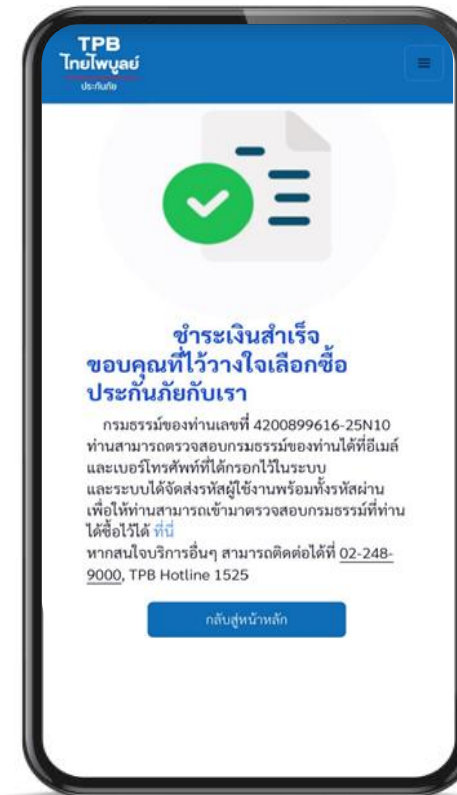 TPB
ไทยไพบูลย์
ประกันภัย
ชำระเงินสำเร็จ
ขอบคุณที่ไว้วางใจเลือกซื้อ
ประกันภัยกับเรา
กรมธรรม์ของท่านเลขที่ 4200899616-25N10
ท่านสามารถตรวจสอบกรมธรรม์ของท่านได้ที่อีเมล์
และเบอร์โทรศัพท์ที่ได้กรอกไว้ในระบบ
และระบบได้จัดส่งรหัสผู้ใช้งานพร้อมทั้งรหัสผ่าน
เพื่อให้ท่านสามารถเข้ามาตรวจสอบกรมธรรม์ที่ท่าน
ได้ซื้อไว้ได้ ที่นี่
หากสนใจบริการอื่นๆ สามารถติดต่อได้ที่ 02-248-
9000, TPB Hotline 1525
กลับสู่หน้าหลัก